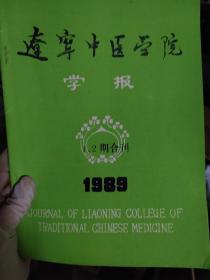 辽宁中医学院
学报
1.2期合刊
1989
JOURNAL OF LIAONING COLLEGE OF
TRADITIONAL CHINESE MEDICINE